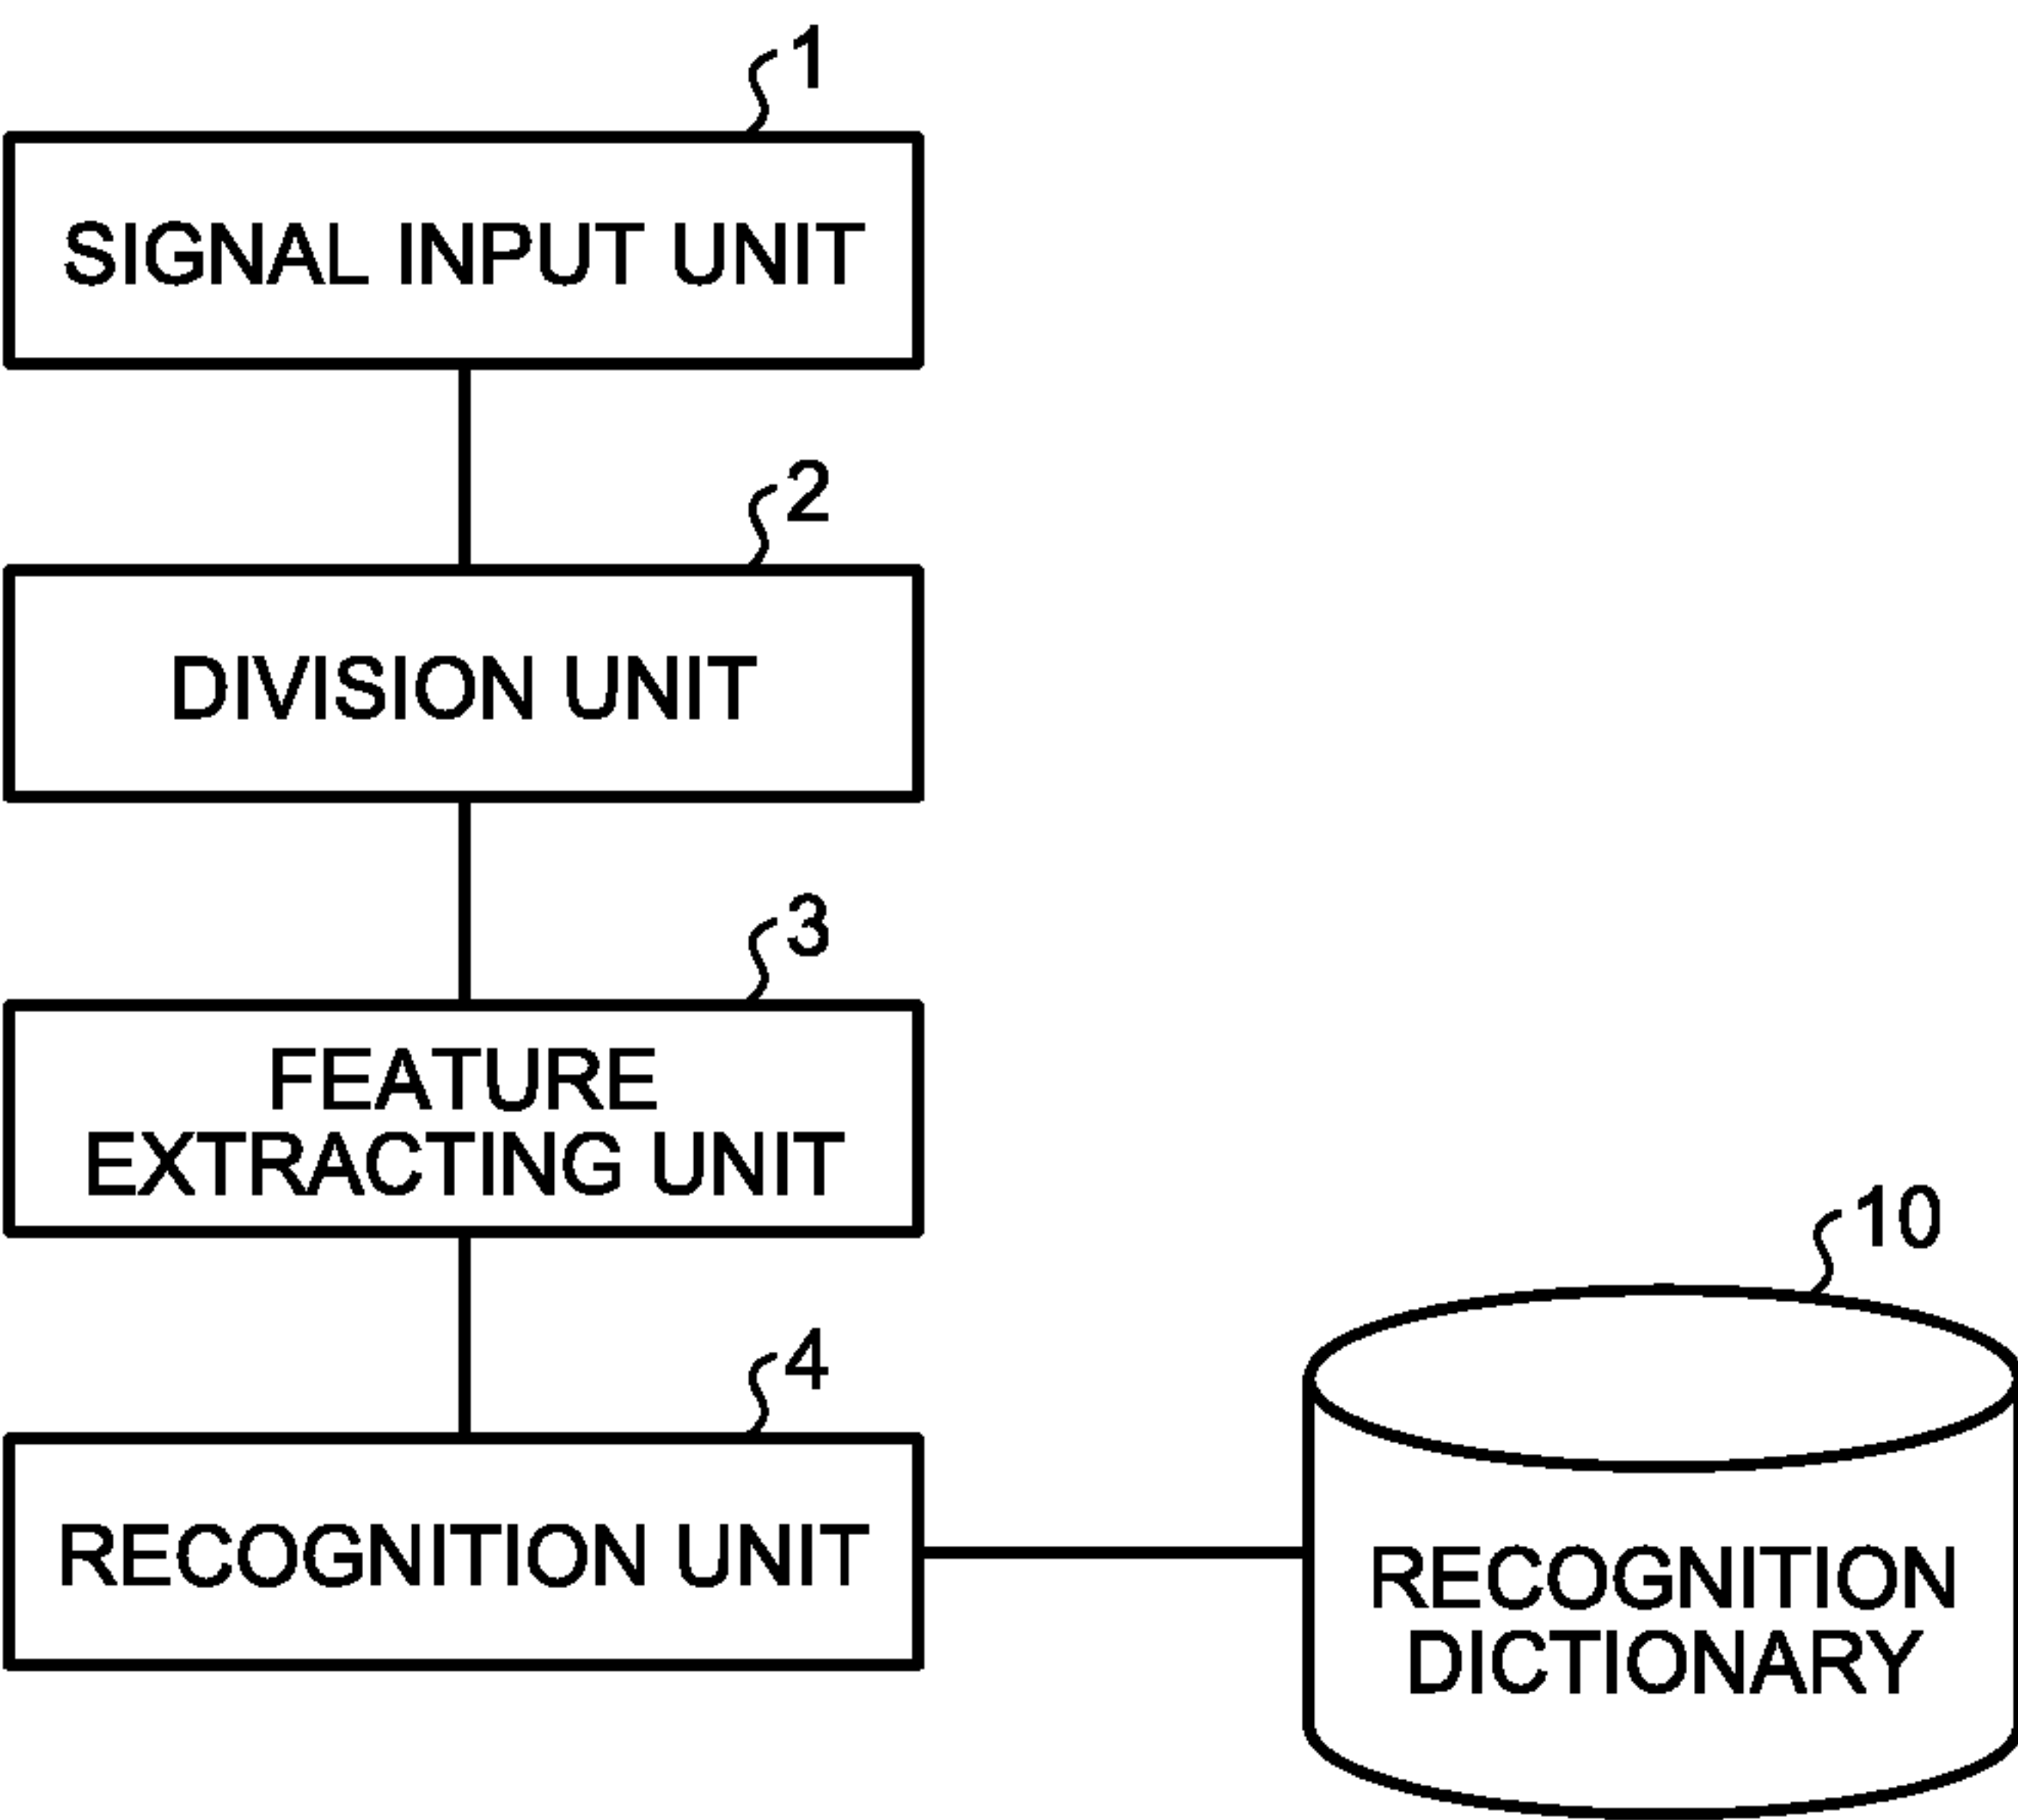 1
SIGNAL INPUT UNIT
2
DIVISION UNIT
3
FEATURE
EXTRACTING UNIT
4
RECOGNITION UNIT
10
RECOGNITION
DICTIONARY